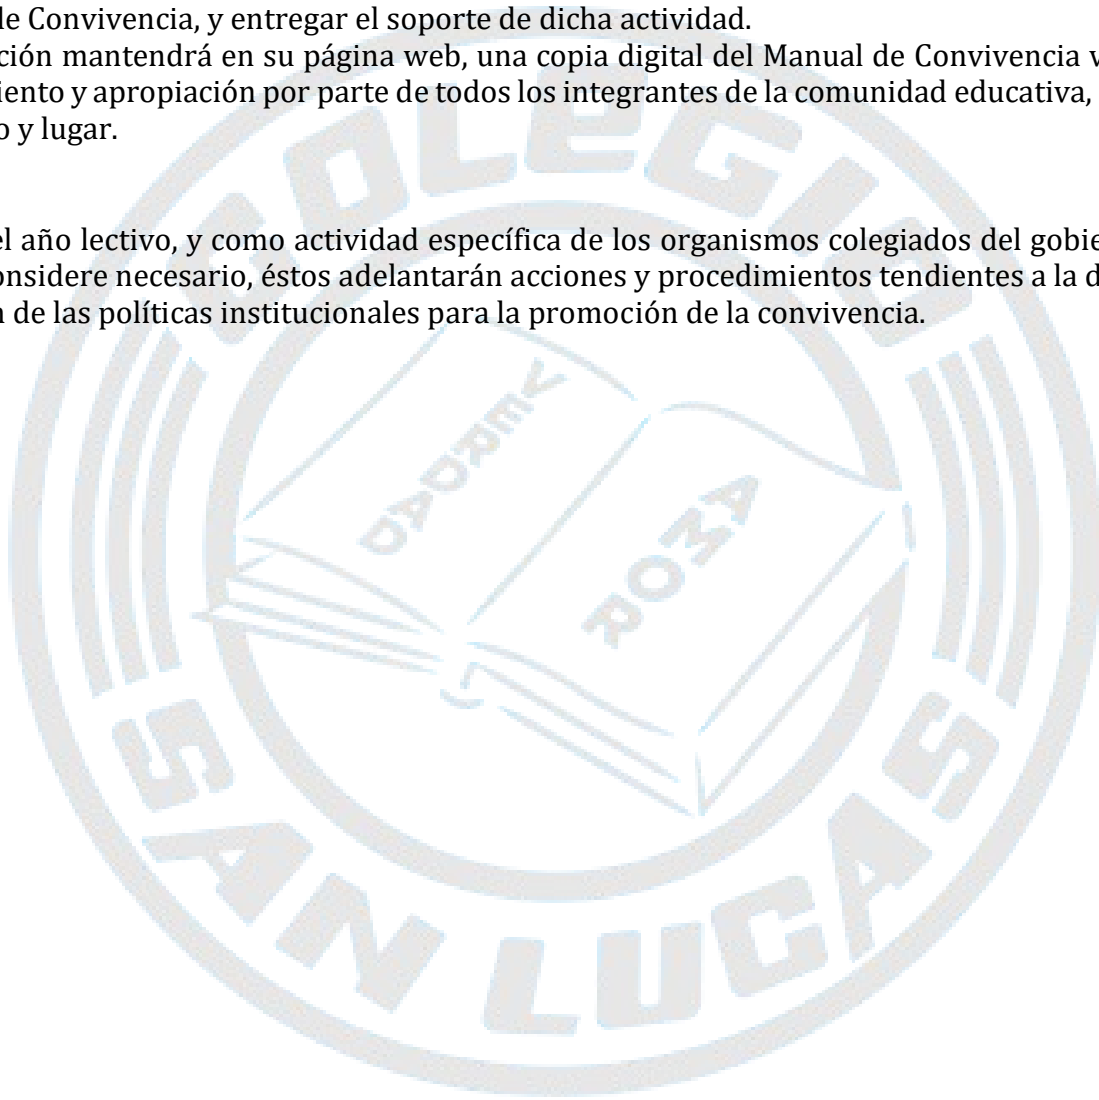 de Convivencia, y entregar el soporte de dicha actividad.
ción mantendrá en su página web, una copia digital del Manual de Convivencia v
iento y apropiación por parte de todos los integrantes de la comunidad educativa,
o y lugar.
el año lectivo, y como actividad específica de los organismos colegiados del gobie
onsidere necesario, éstos adelantarán acciones y procedimientos tendientes a la d
n de las políticas institucionales para la promoción de la convivencia.
COLEGIO
VERDAD
AMOR
SAN LUCAS